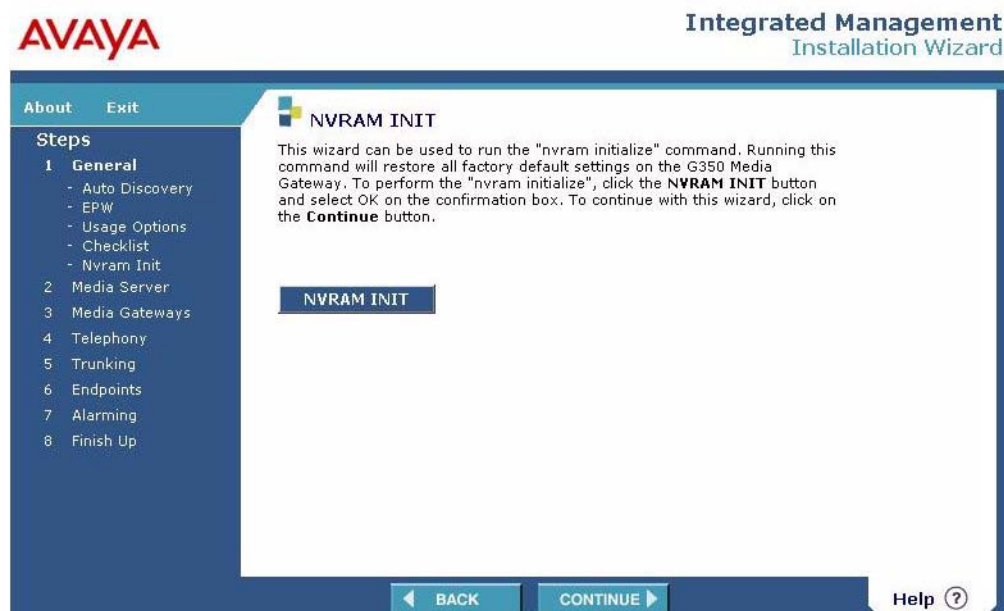 AVAYA
Integrated Management
Installation Wizard
About Exit
Steps
1 General
- Auto Discovery
- EPW
- Usage Options
- Checklist
- Nvram Init
2 Media Server
3 Media Gateways
4 Telephony
5 Trunking
6 Endpoints
7 Alarming
8 Finish Up
NVRAM INIT
This wizard can be used to run the "nvram initialize" command. Running this
command will restore all factory default settings on the G350 Media
Gateway. To perform the "nvram initialize", click the NVRAM INIT button
and select OK on the confirmation box. To continue with this wizard, click on
the Continue button.
NVRAM INIT
BACK
CONTINUE
Help ?